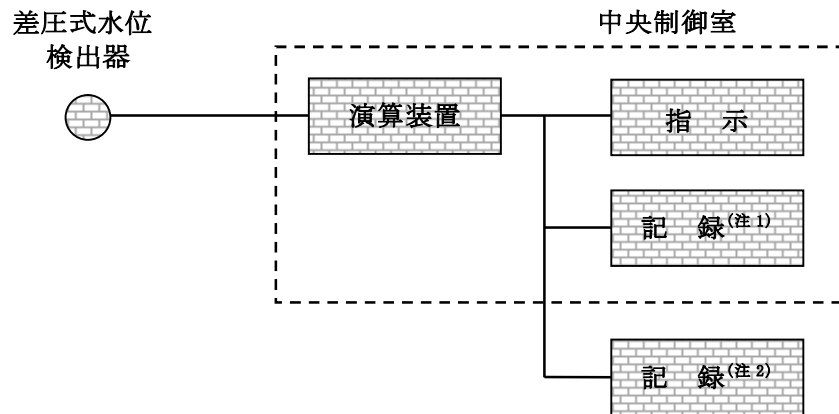 差圧式水位
検出器
中央制御室
演算装置
指 示
記 録(注1)
記 録(注2)